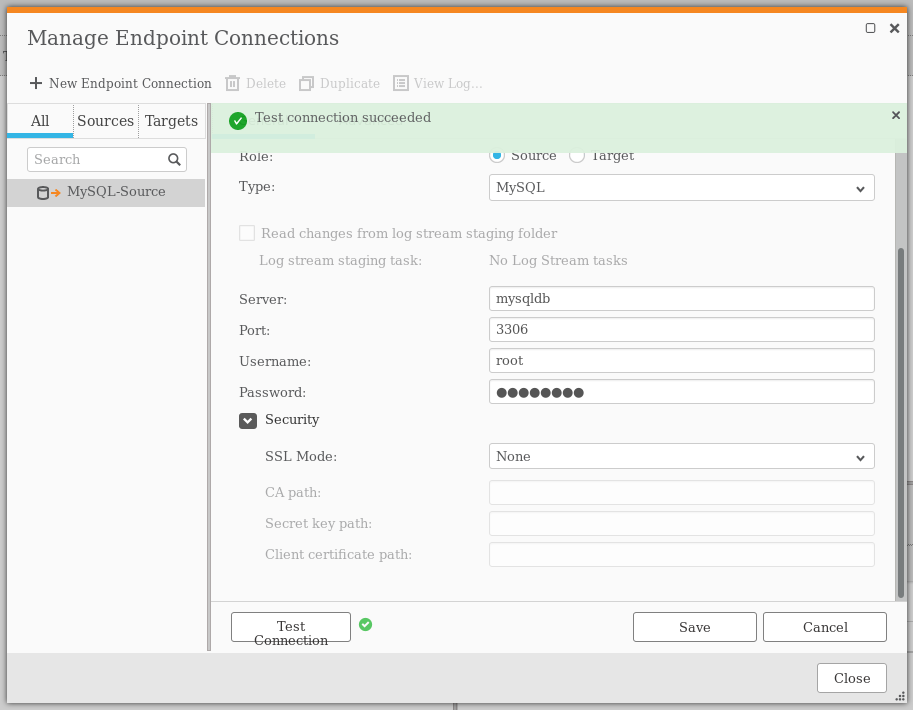 Manage Endpoint Connections
New Endpoint Connection Delete Duplicate View Log...
All Sources Targets
Search
MySQL-Source
Test connection succeeded
Role: Source Target
Type: MySQL
Read changes from log stream staging folder
Log stream staging task: No Log Stream tasks
Server: mysqldb
Port: 3306
Username: root
Password: ●●●●●●●●
Security
SSL Mode: None
CA path:
Secret key path:
Client certificate path:
Test
Connection
Save Cancel
Close